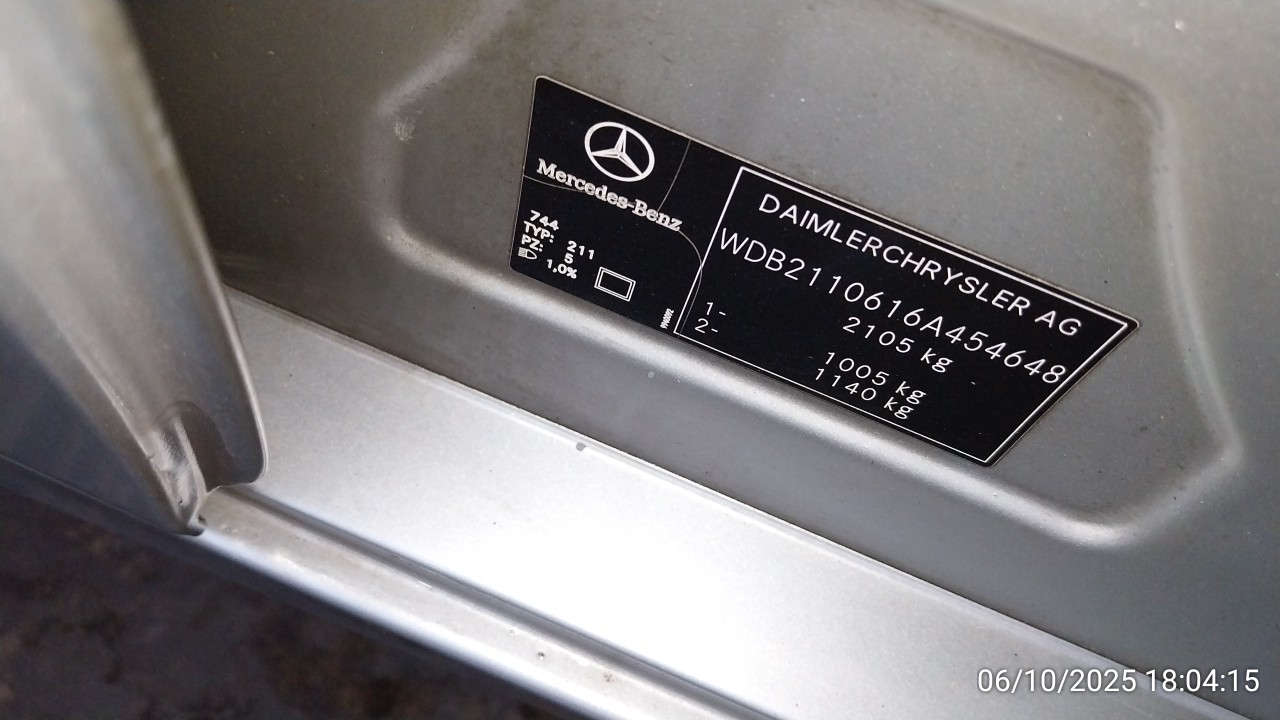 Mercedes-Benz
744
TYP: 211
PZ: 5
1,0%
DAIMLERCHRYSLER AG
WDB2110616A454648
2105 kg
1- 1005 kg
2- 1140 kg
06/10/2025 18:04:15